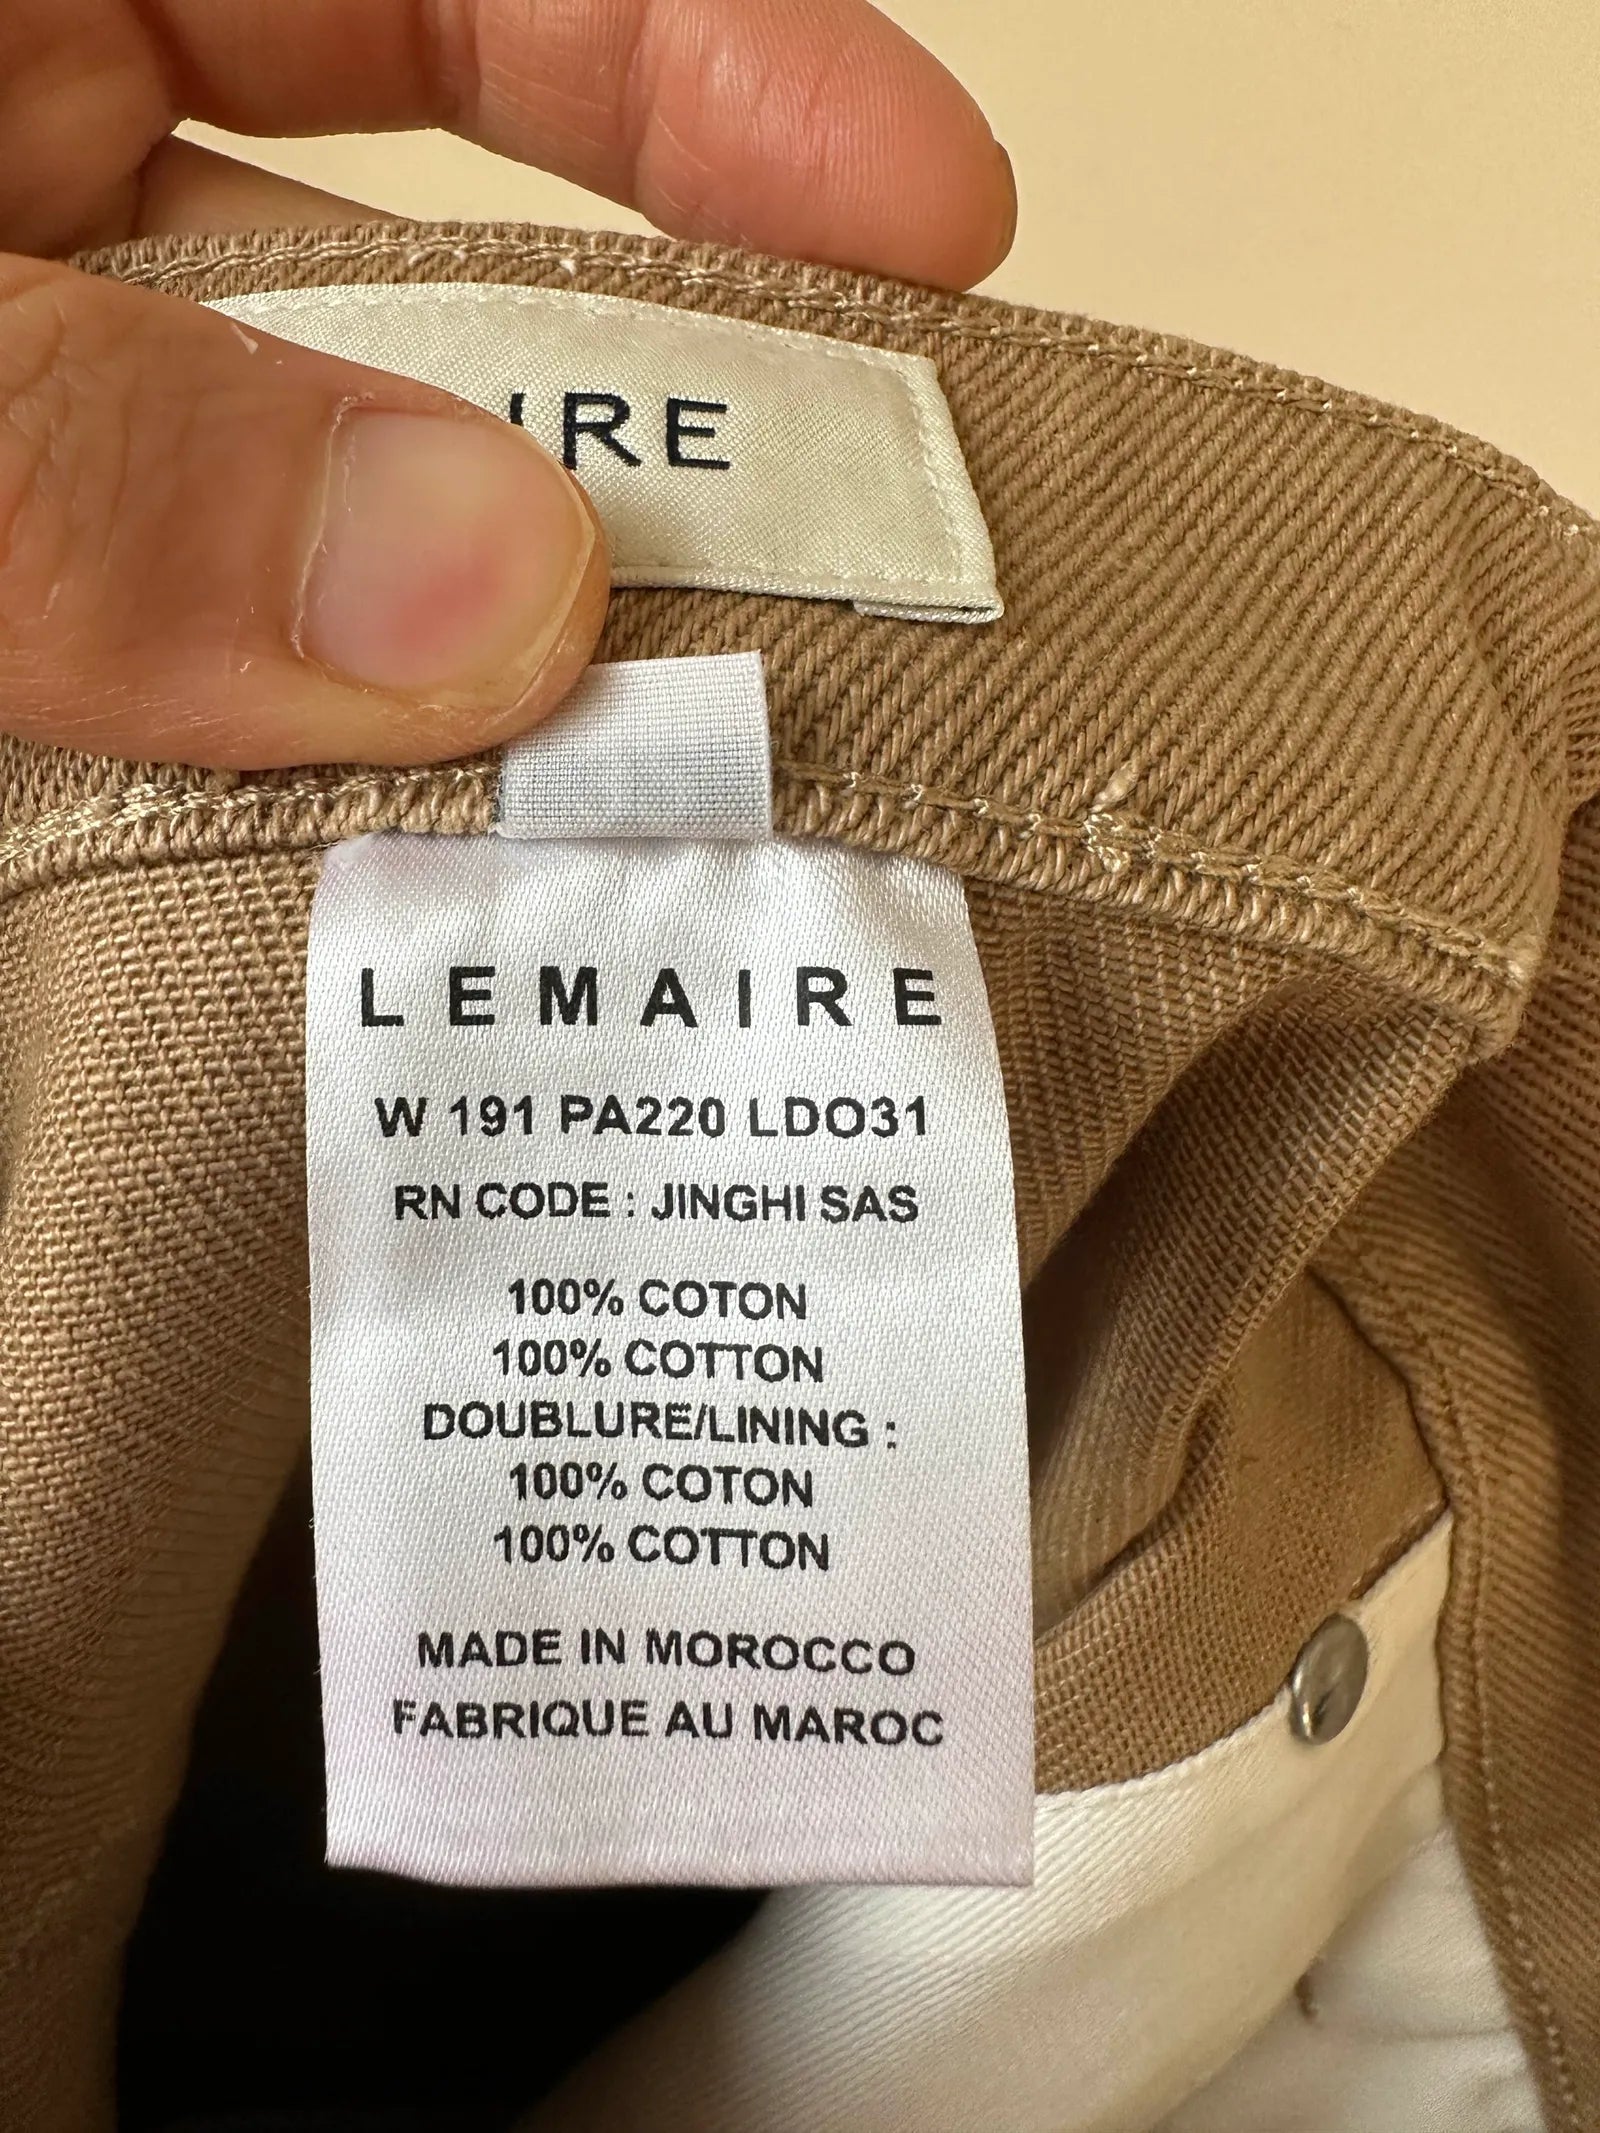 IRE
LEMAIRE
W 191 PA220 LDO31
RN CODE : JINGHI SAS
100% COTON
100% COTTON
DOUBLURE/LINING :
100% COTON
100% COTTON
MADE IN MOROCCO
FABRIQUE AU MAROC